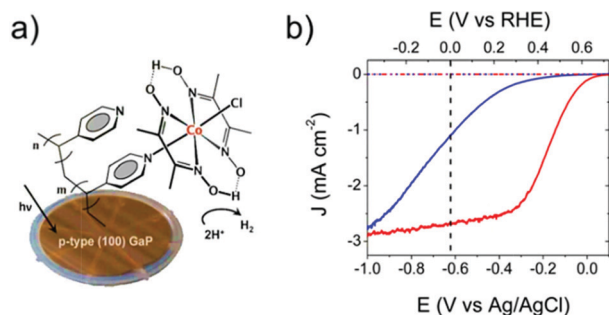 a)
N
n
m
N
H
O
N
O
N
Cl
Co
N
N
O
H
O
hν
p-type (100) GaP
2H⁺
H₂
b)
E (V vs RHE)
-0.2 0.0 0.2 0.4 0.6
J (mA cm⁻²)
0
-1
-2
-3
-1.0 -0.8 -0.6 -0.4 -0.2 0.0
E (V vs Ag/AgCl)